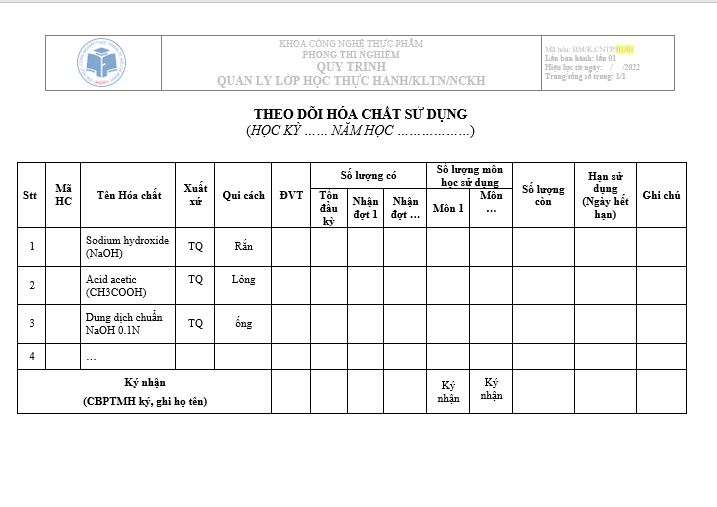 KHOA CÔNG NGHỆ THỰC PHẨM
PHÒNG THÍ NGHIỆM
QUY TRÌNH
QUẢN LÝ LỚP HỌC THỰC HÀNH/KLTN/NCKH
Mã hóa: BM/K.CNTP/01/01
Lần ban hành: lần 01
Hiệu lực từ ngày: / /2022
Trang/tổng số trang: 1/1
THEO DÕI HÓA CHẤT SỬ DỤNG
(HỌC KỲ …… NĂM HỌC ………………)
Stt Mã HC Tên Hóa chất Xuất xứ Qui cách ĐVT Số lượng có Số lượng môn học sử dụng Số lượng còn Hạn sử dụng (Ngày hết hạn) Ghi chú
Tồn đầu kỳ Nhận đợt 1 Nhận đợt … Môn 1 Môn …
1 Sodium hydroxide (NaOH) TQ Rắn
2 Acid acetic (CH3COOH) TQ Lỏng
3 Dung dịch chuẩn NaOH 0.1N TQ ống
4 …
Ký nhận Ký nhận Ký nhận
(CBPTMH ký, ghi họ tên)